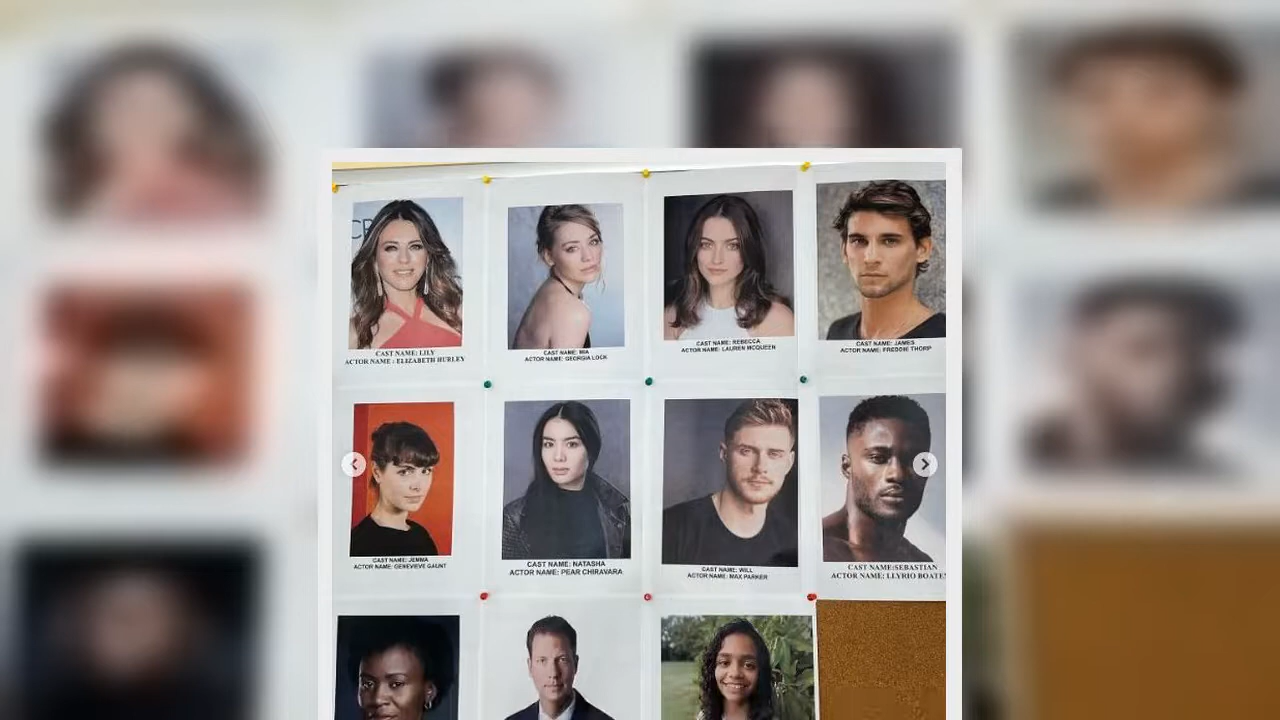 CAST NAME: LILY
ACTOR NAME : ELIZABETH HURLEY
CAST NAME: MIA
ACTOR NAME: GEORGIA LOCK
CAST NAME: REBECCA
ACTOR NAME: LAUREN MCQUEEN
CAST NAME: JAMES
ACTOR NAME: FREDDIE THORP
CAST NAME: JEMMA
ACTOR NAME: GENEVIEVE GAUNT
CAST NAME: NATASHA
ACTOR NAME: PEAR CHIRAVARA
CAST NAME: WILL
ACTOR NAME: MAX PARKER
CAST NAME:SEBASTIAN
ACTOR NAME: LLYRIO BOATEN